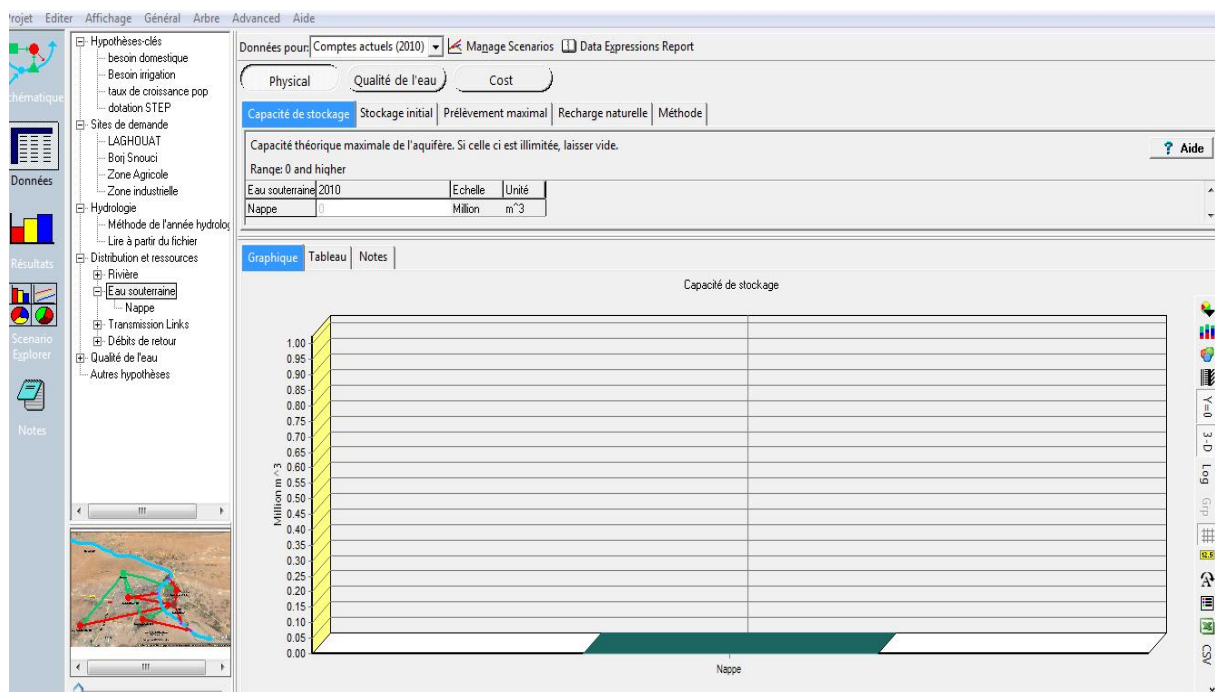 rojet Editer Affichage Général Arbre Advanced Aide
chématique
Données
Résultats
Scenario
Explorer
Notes
Hypothèses-clés
besoin domestique
Besoin irrigation
taux de croissance pop
dotation STEP
Sites de demande
LAGHOUAT
Borj Snouci
Zone Agricole
Zone industrielle
Hydrologie
Méthode de l'année hydrolog
Lire à partir du fichier
Distribution et ressources
Rivière
Eau souterraine
Nappe
Transmission Links
Débits de retour
Qualité de l'eau
Autres hypothèses
Données pour: Comptes actuels (2010) Manage Scenarios Data Expressions Report
Physical Qualité de l'eau Cost
Capacité de stockage Stockage initial Prélèvement maximal Recharge naturelle Méthode
Capacité théorique maximale de l'aquifère. Si celle ci est illimitée, laisser vide.
? Aide
Range: 0 and higher
Eau souterraine 2010 Echelle Unité
Nappe 0 Million m^3
Graphique Tableau Notes
Capacité de stockage
Million m^3
1.00
0.95
0.90
0.85
0.80
0.75
0.70
0.65
0.60
0.55
0.50
0.45
0.40
0.35
0.30
0.25
0.20
0.15
0.10
0.05
0.00
Nappe
Y=0
3-D
Log
Grp
12.5
CSV